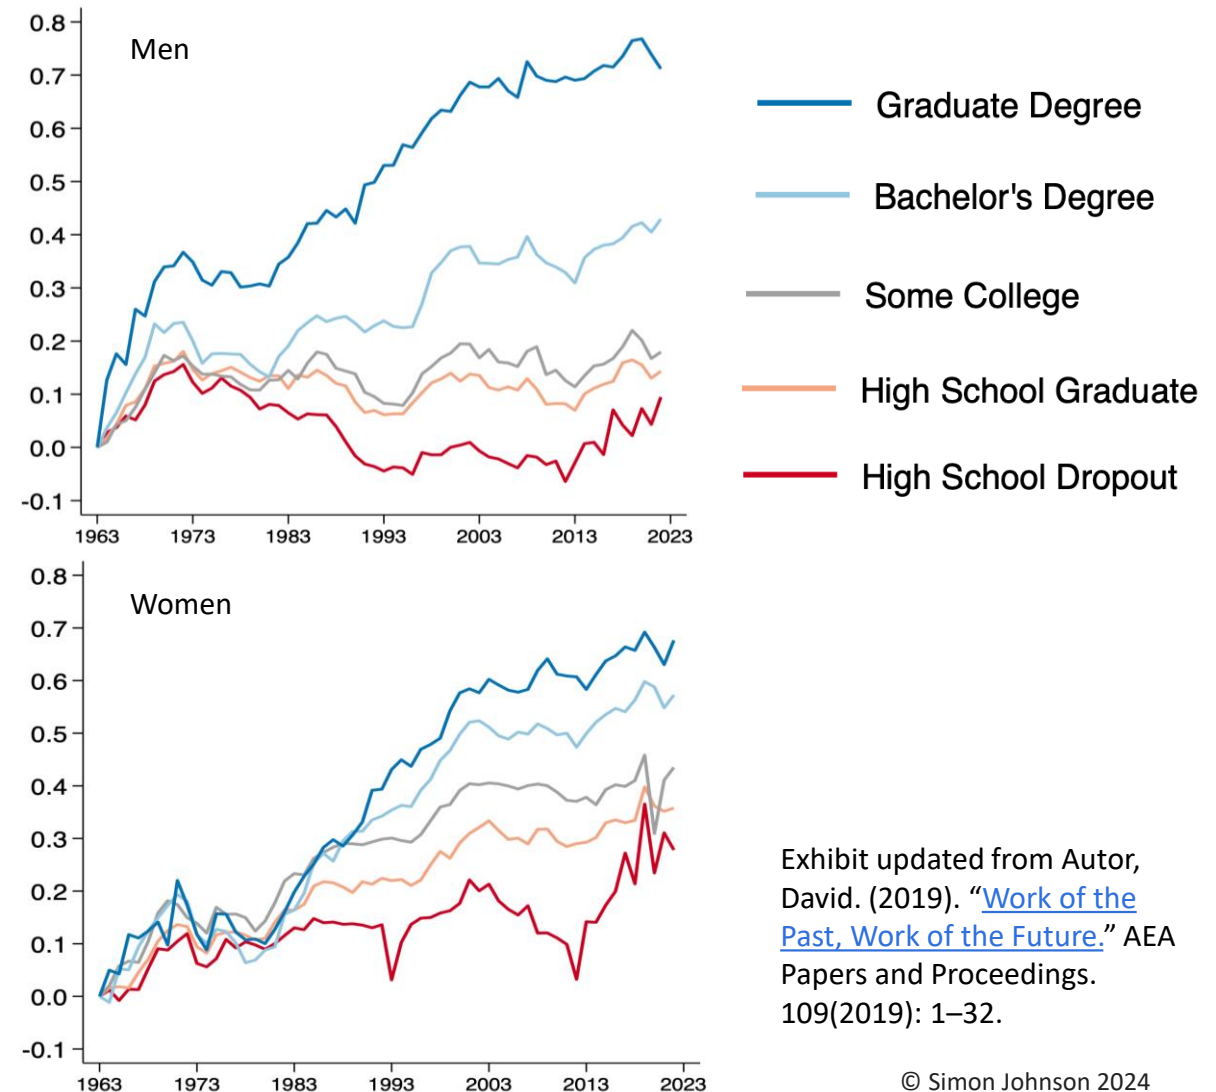 Men
0.8
0.7
0.6
0.5
0.4
0.3
0.2
0.1
0.0
-0.1
1963 1973 1983 1993 2003 2013 2023
Graduate Degree
Bachelor's Degree
Some College
High School Graduate
High School Dropout
Women
0.8
0.7
0.6
0.5
0.4
0.3
0.2
0.1
0.0
-0.1
1963 1973 1983 1993 2003 2013 2023
Exhibit updated from Autor,
David. (2019). “Work of the
Past, Work of the Future.” AEA
Papers and Proceedings.
109(2019): 1–32.
© Simon Johnson 2024